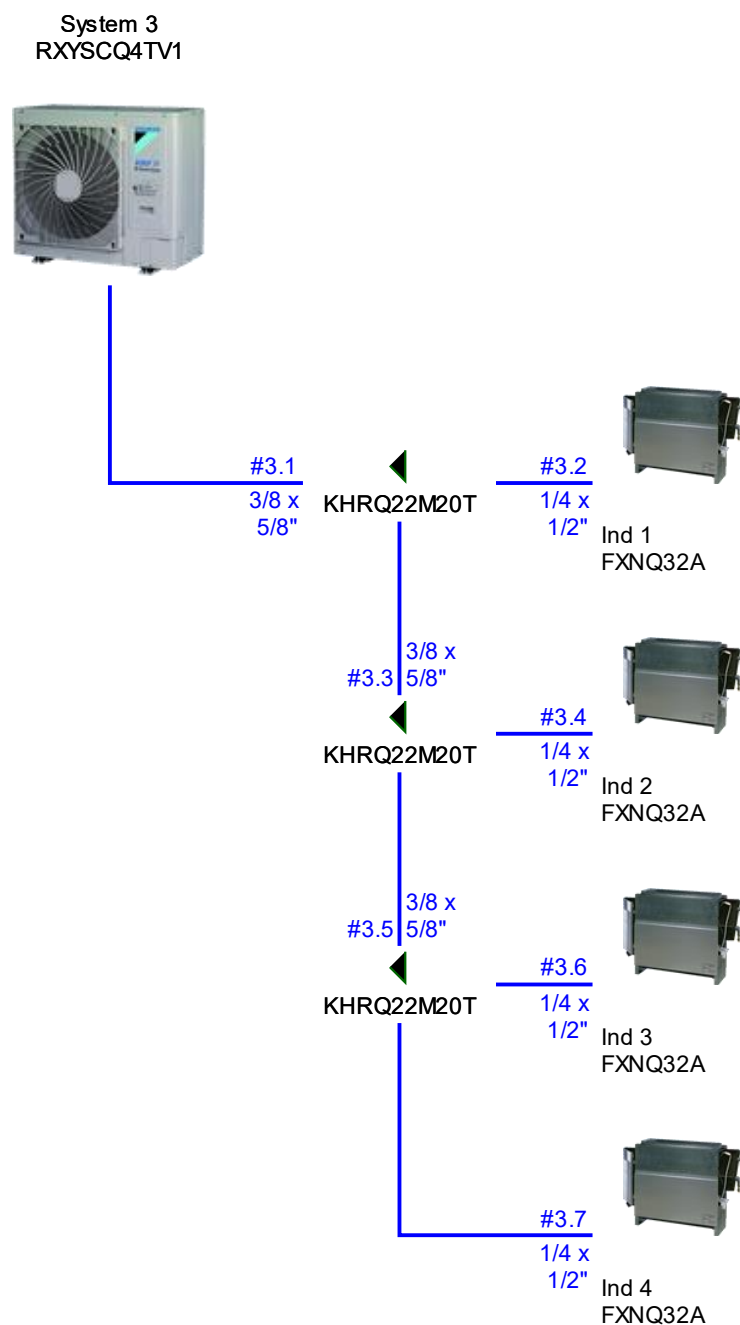 System 3
RXYSCQ4TV1
#3.1
3/8 x
5/8"
KHRQ22M20T
#3.2
1/4 x
1/2"
Ind 1
FXNQ32A
3/8 x
#3.3 5/8"
KHRQ22M20T
#3.4
1/4 x
1/2"
Ind 2
FXNQ32A
3/8 x
#3.5 5/8"
KHRQ22M20T
#3.6
1/4 x
1/2"
Ind 3
FXNQ32A
#3.7
1/4 x
1/2"
Ind 4
FXNQ32A